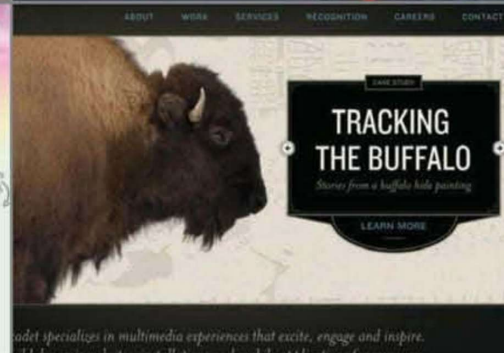 ABOUT WORK SERVICES RECOGNITION CAREERS CONTACT
CASE STUDY
TRACKING
THE BUFFALO
Stories from a buffalo hide painting
LEARN MORE
adet specializes in multimedia experiences that excite, engage and inspire.